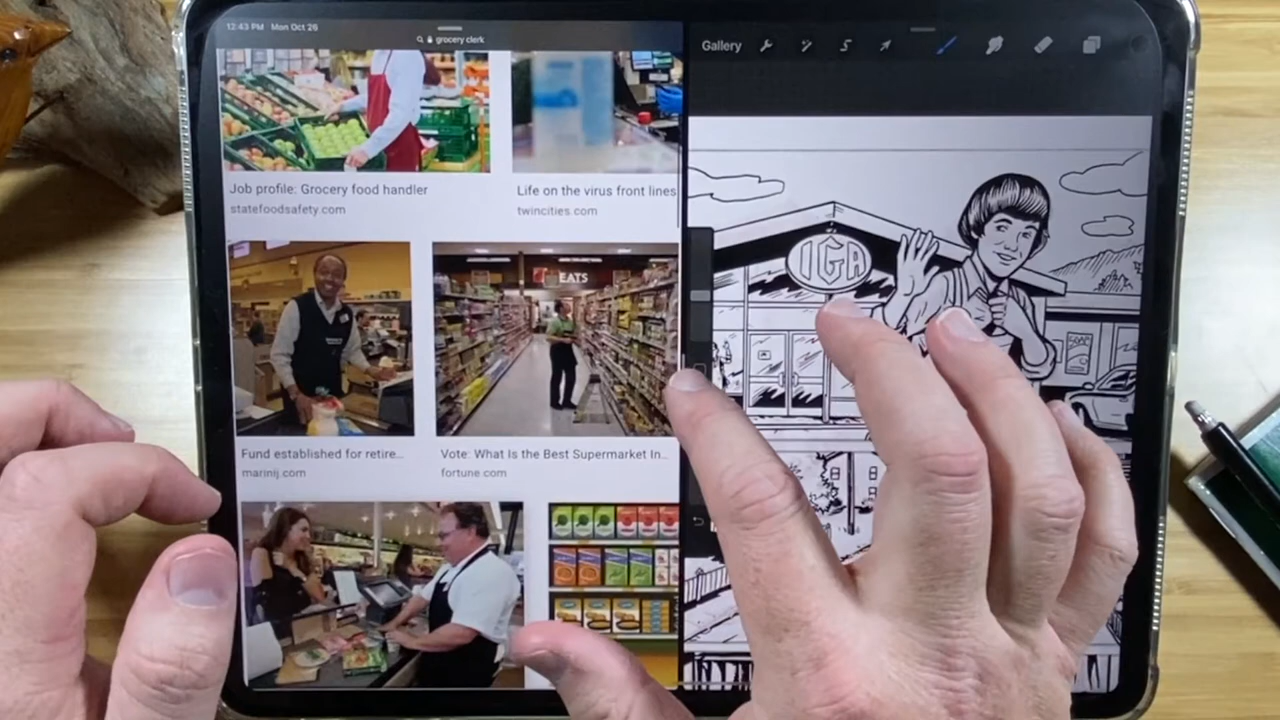 12:43 PM Mon Oct 26
grocery clerk
Gallery
Job profile: Grocery food handler
statefoodsafety.com
Life on the virus front lines
twincities.com
IGA
EATS
SOAP
Fund established for retire...
marinij.com
Vote: What Is the Best Supermarket In...
fortune.com